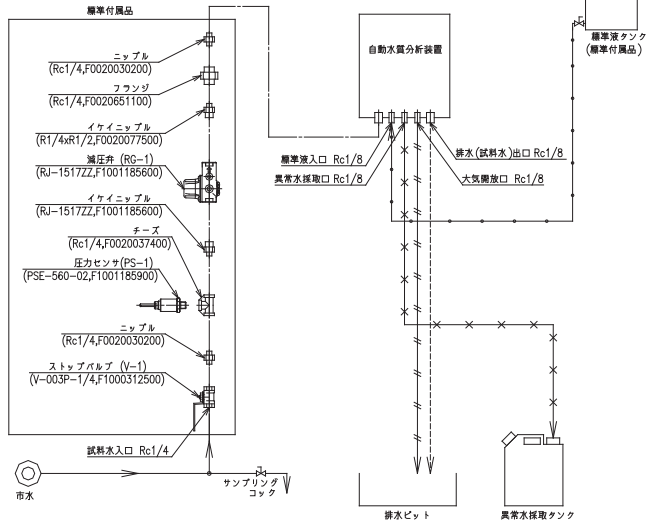 標準付属品
ニップル
(Rc1/4,F0020030200)
フランジ
(Rc1/4,F0020651100)
イケイニップル
(R1/4xR1/2,F0020077500)
減圧弁 (RG-1)
(RJ-1517ZZ,F1001185600)
イケイニップル
(RJ-1517ZZ,F1001185600)
チーズ
(Rc1/4,F0020037400)
圧力センサ(PS-1)
(PSE-560-02,F1001185900)
ニップル
(Rc1/4,F0020030200)
ストップバルブ (V-1)
(V-003P-1/4,F1000312500)
試料水入口 Rc1/4
市水
サンプリング
コック
自動水質分析装置
標準液タンク
(標準付属品)
標準液入口 Rc1/8
異常水採取口 Rc1/8
排水(試料水)出口 Rc1/8
大気開放口 Rc1/8
排水ピット
異常水採取タンク